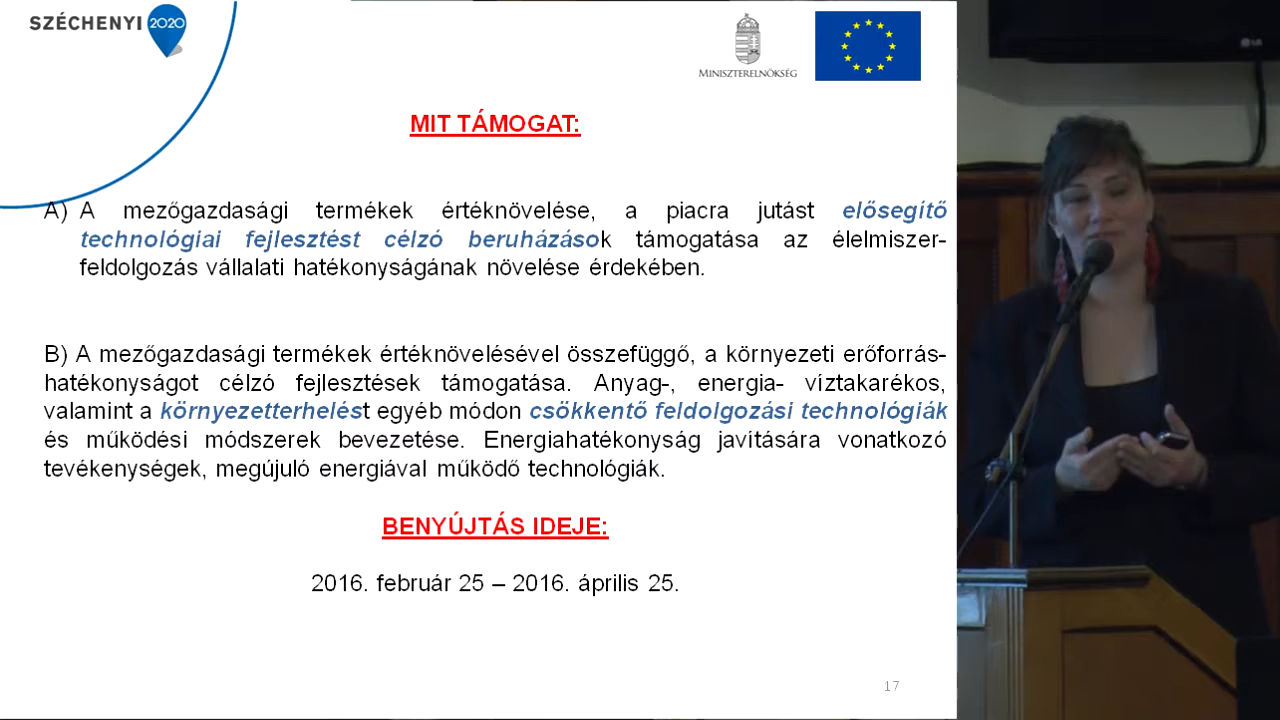 SZÉCHENYI 2020
MINISZTERELNÖKSÉG
LG
MIT TÁMOGAT:
A) A mezőgazdasági termékek értéknövelése, a piacra jutást elősegítő
technológiai fejlesztést célzó beruházások támogatása az élelmiszer-
feldolgozás vállalati hatékonyságának növelése érdekében.
B) A mezőgazdasági termékek értéknövelésével összefüggő, a környezeti erőforrás-
hatékonyságot célzó fejlesztések támogatása. Anyag-, energia- víztakarékos,
valamint a környezetterhelést egyéb módon csökkentő feldolgozási technológiák
és működési módszerek bevezetése. Energiahatékonyság javítására vonatkozó
tevékenységek, megújuló energiával működő technológiák.
BENYÚJTÁS IDEJE:
2016. február 25 – 2016. április 25.
17